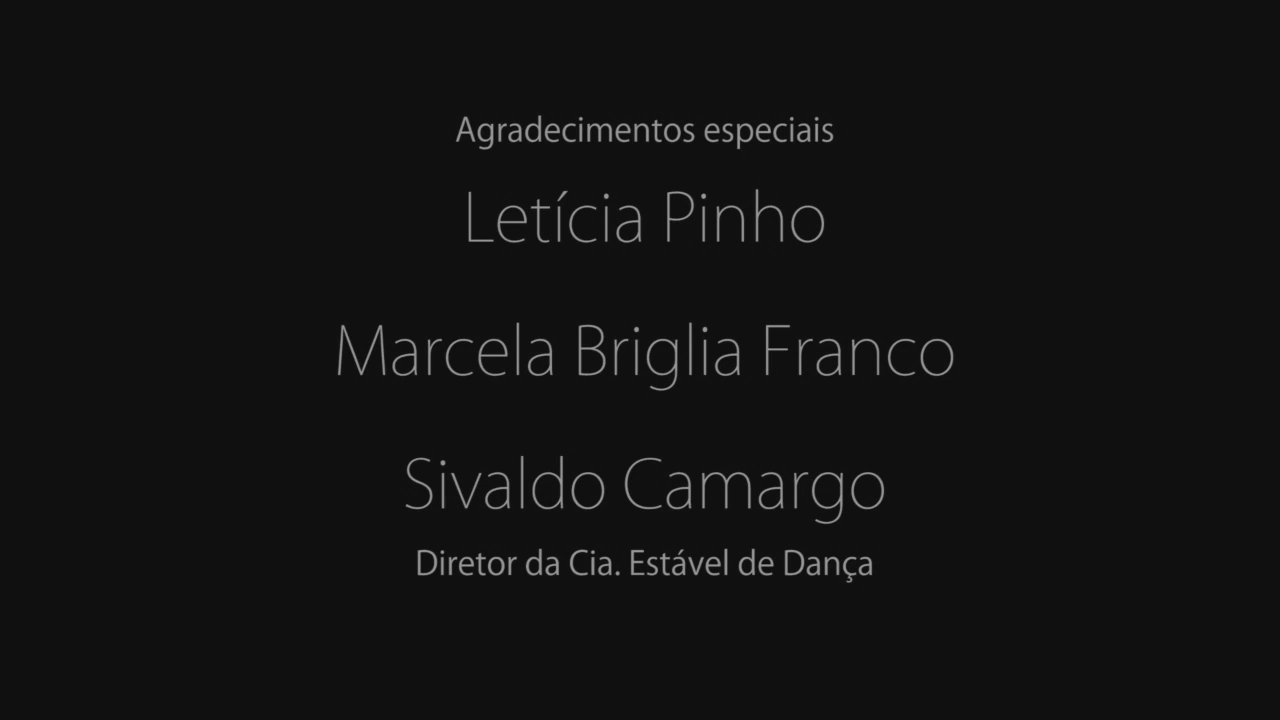 Agradecimentos especiais
Letícia Pinho
Marcela Briglia Franco
Sivaldo Camargo
Diretor da Cia. Estável de Dança